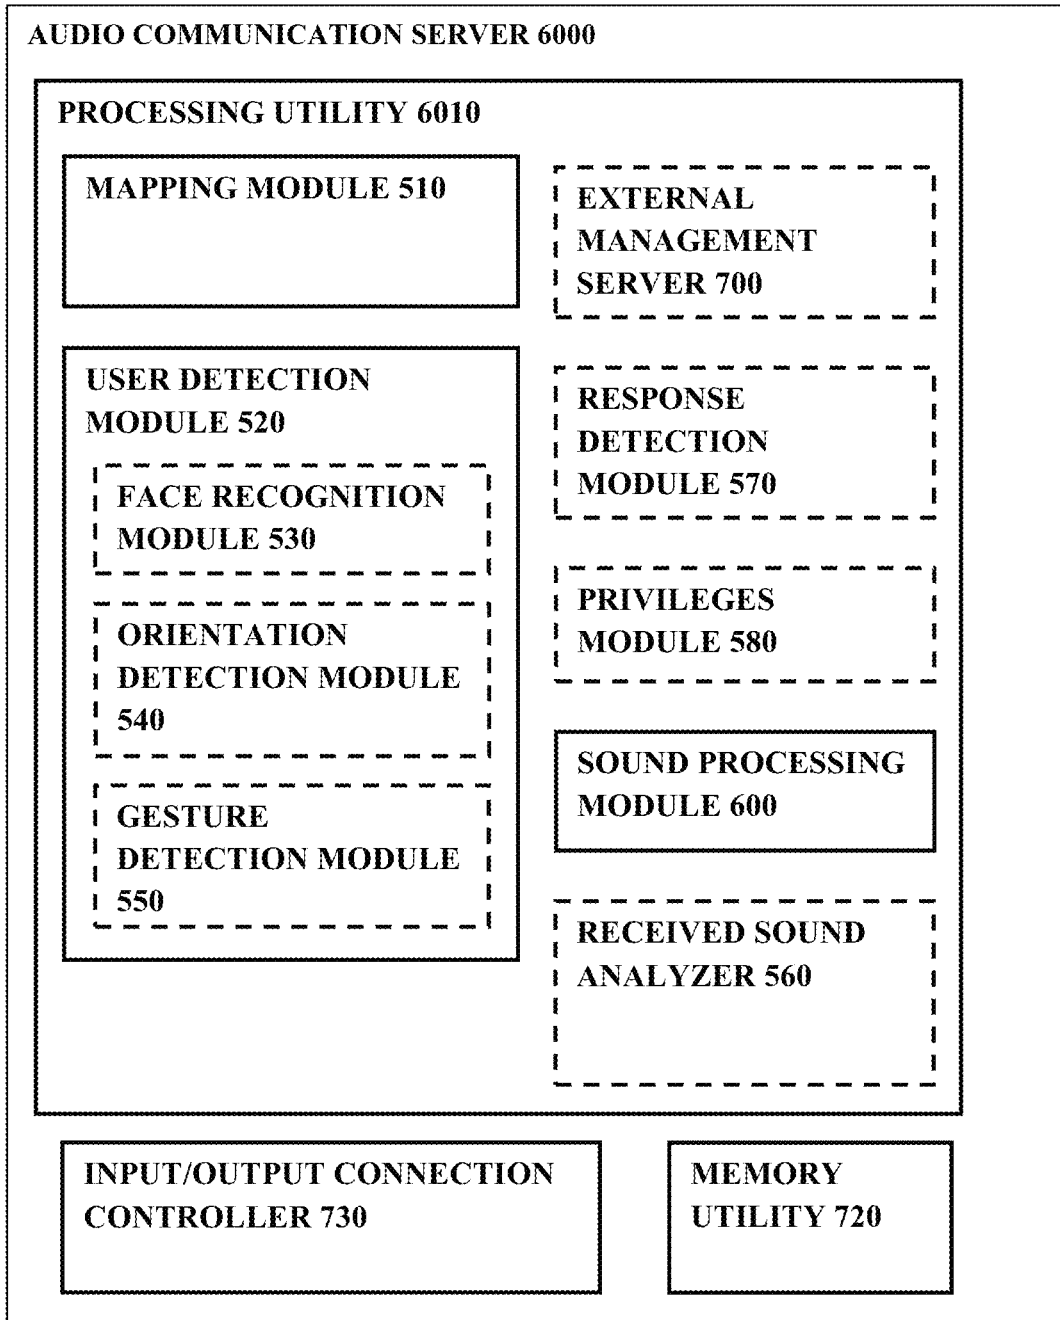 AUDIO COMMUNICATION SERVER 6000
PROCESSING UTILITY 6010
MAPPING MODULE 510
USER DETECTION
MODULE 520
FACE RECOGNITION
MODULE 530
ORIENTATION
DETECTION MODULE
540
GESTURE
DETECTION MODULE
550
EXTERNAL
MANAGEMENT
SERVER 700
RESPONSE
DETECTION
MODULE 570
PRIVILEGES
MODULE 580
SOUND PROCESSING
MODULE 600
RECEIVED SOUND
ANALYZER 560
INPUT/OUTPUT CONNECTION
CONTROLLER 730
MEMORY
UTILITY 720